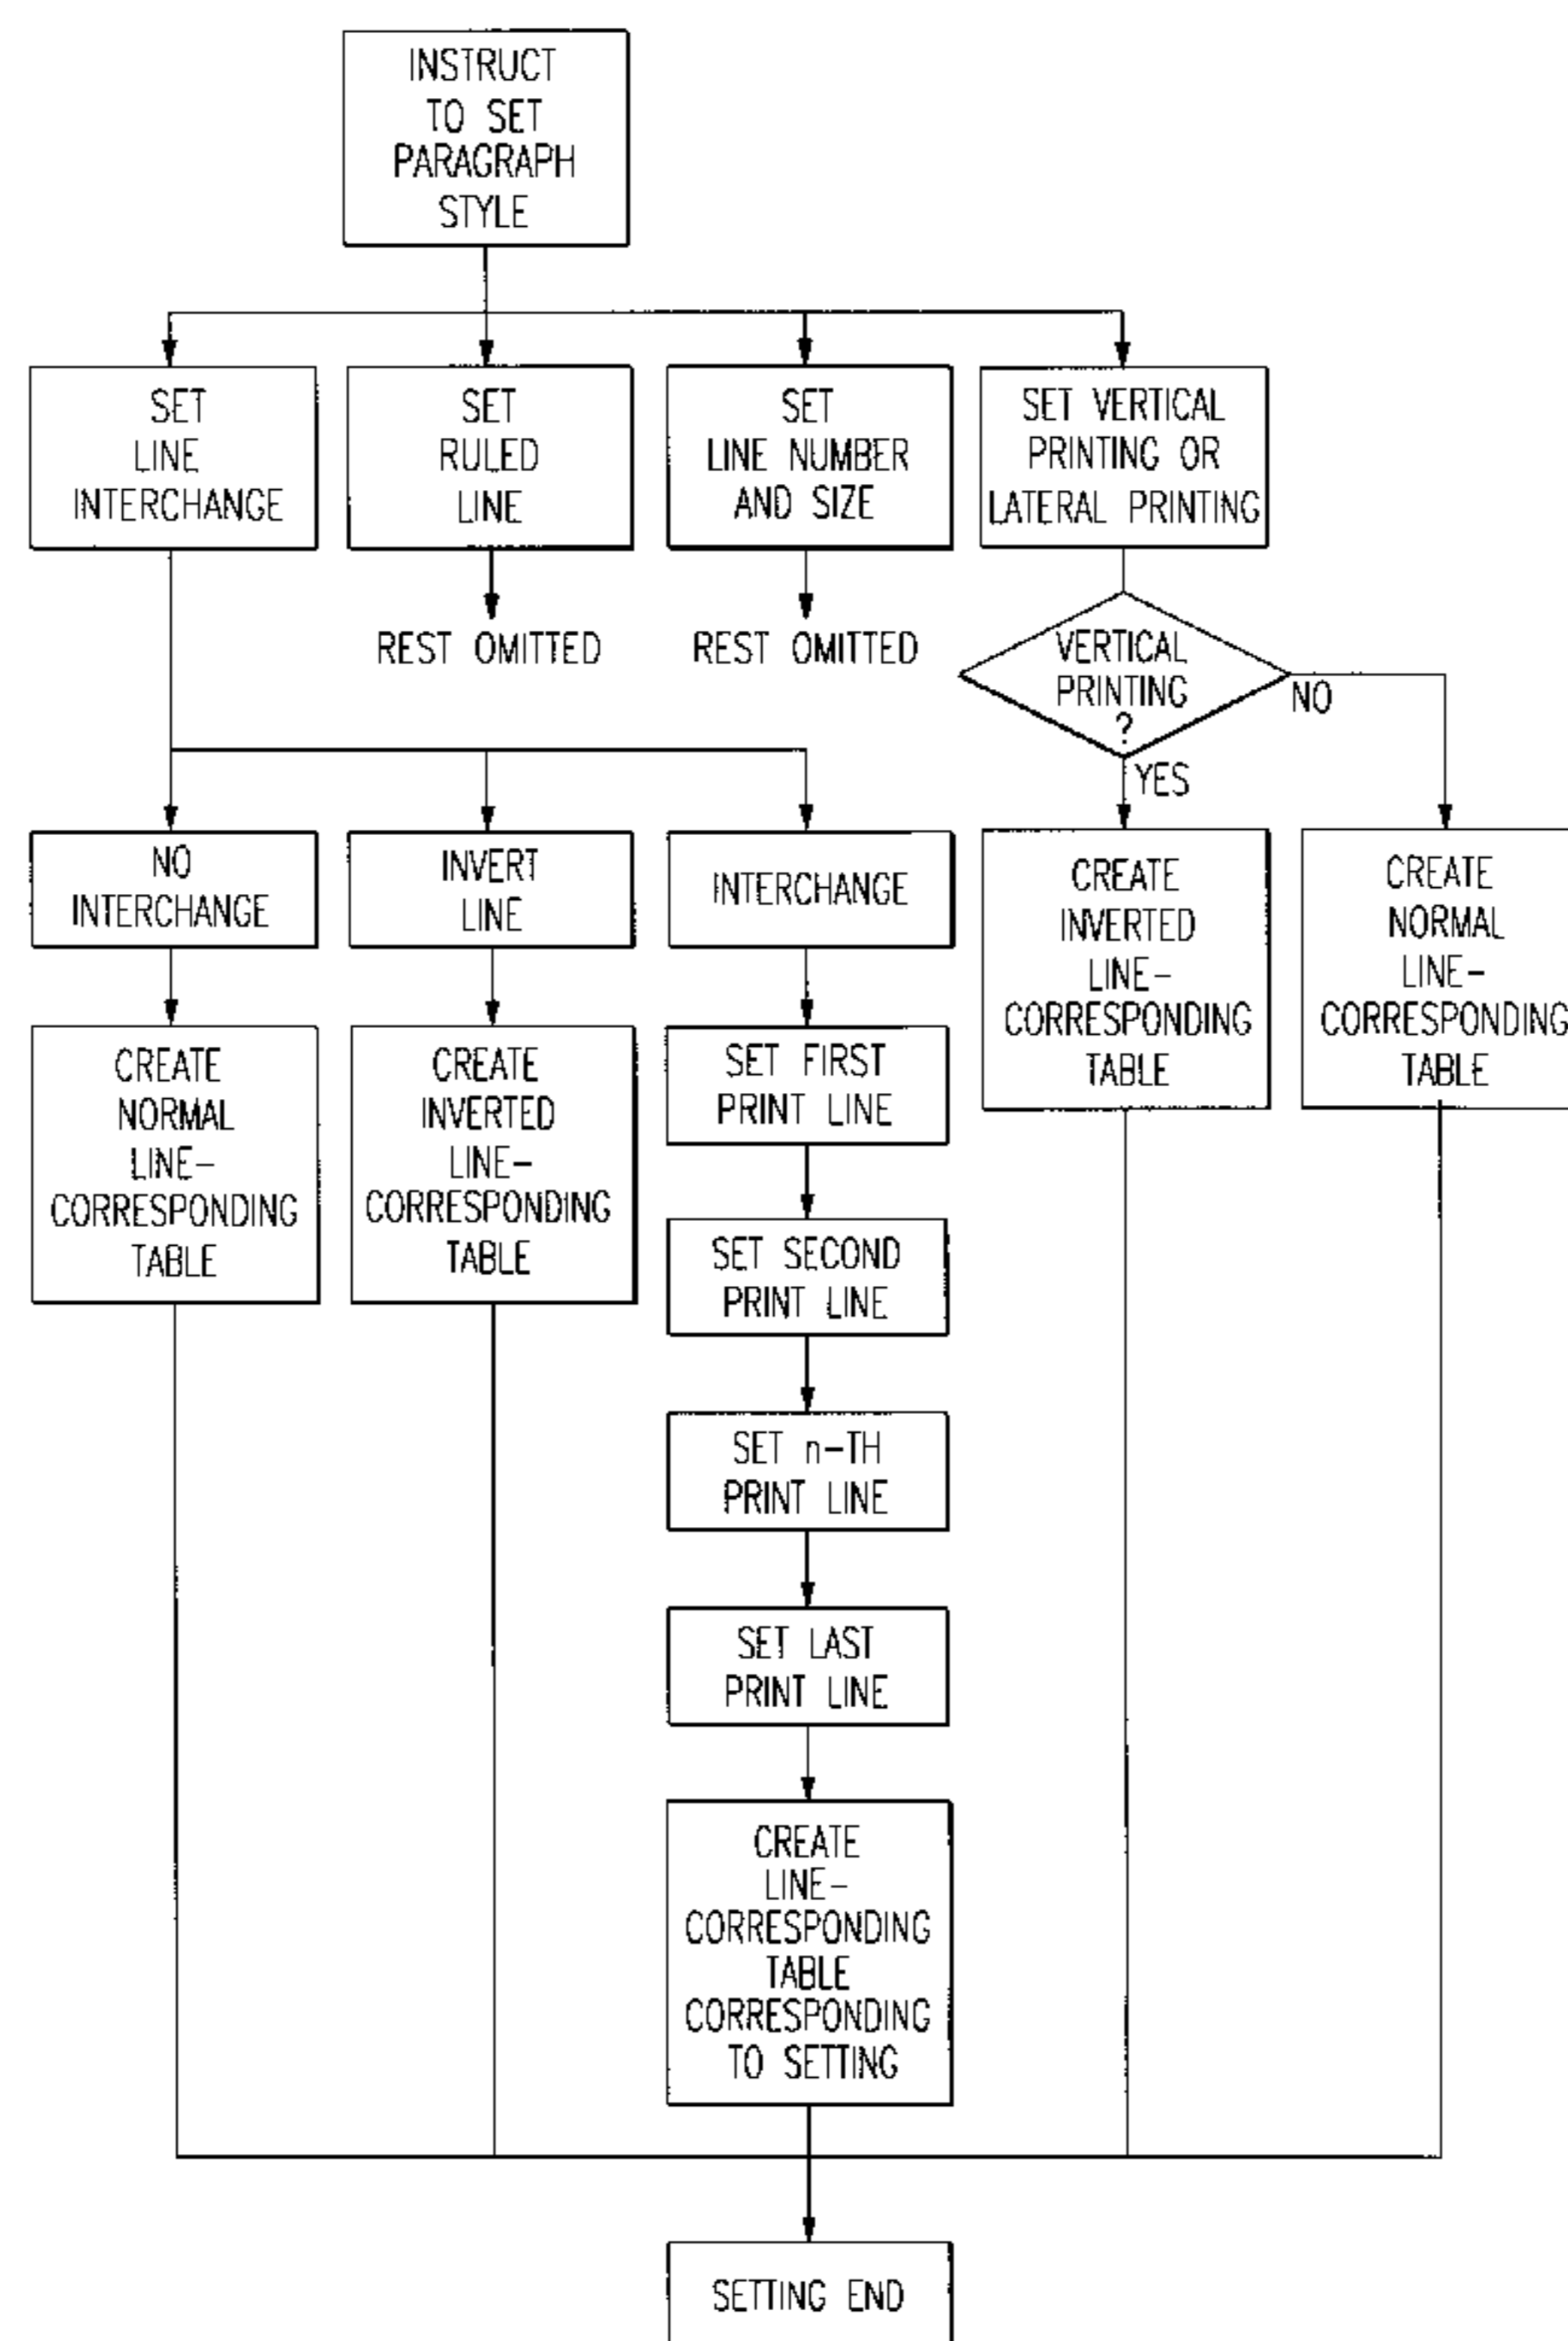 INSTRUCT
TO SET
PARAGRAPH
STYLE
SET
LINE
INTERCHANGE
SET
RULED
LINE
SET
LINE NUMBER
AND SIZE
SET VERTICAL
PRINTING OR
LATERAL PRINTING
REST OMITTED
REST OMITTED
VERTICAL
PRINTING
?
NO
YES
NO
INTERCHANGE
INVERT
LINE
INTERCHANGE
CREATE
INVERTED
LINE-
CORRESPONDING
TABLE
CREATE
NORMAL
LINE-
CORRESPONDING
TABLE
CREATE
NORMAL
LINE-
CORRESPONDING
TABLE
CREATE
INVERTED
LINE-
CORRESPONDING
TABLE
SET FIRST
PRINT LINE
SET SECOND
PRINT LINE
SET n-TH
PRINT LINE
SET LAST
PRINT LINE
CREATE
LINE-
CORRESPONDING
TABLE
CORRESPONDING
TO SETTING
SETTING END